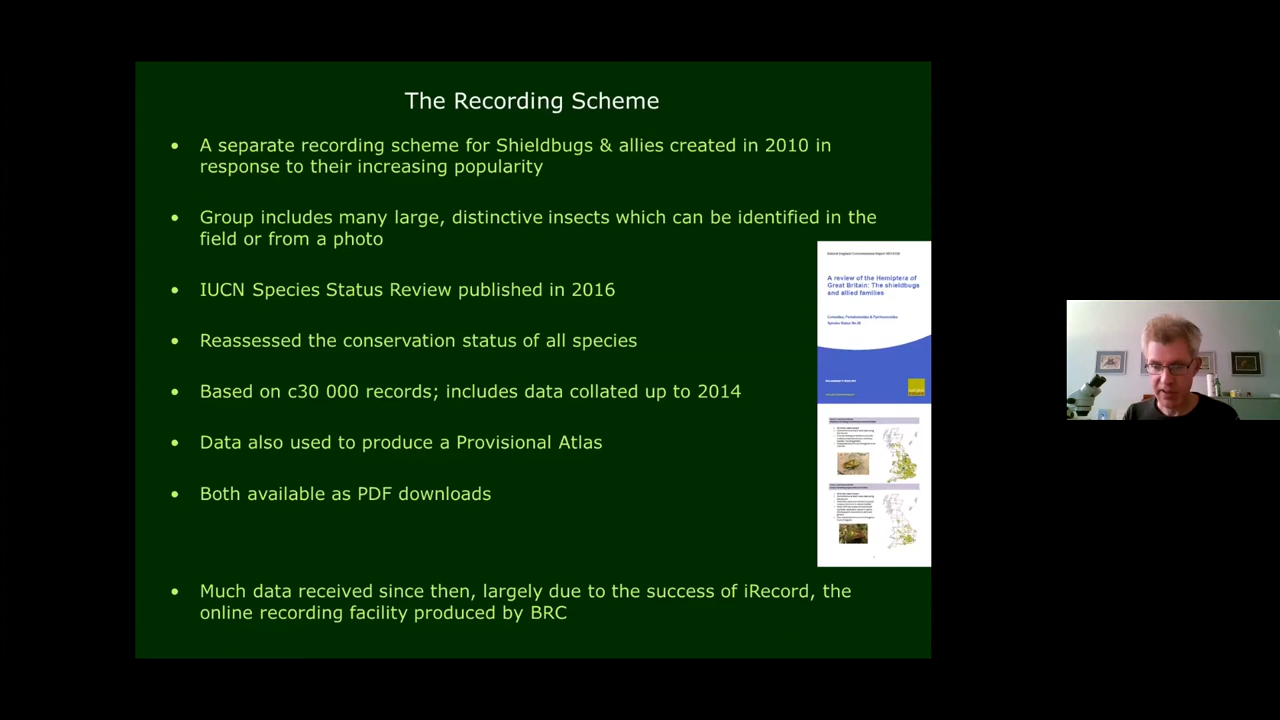 The Recording Scheme
• A separate recording scheme for Shieldbugs & allies created in 2010 in
response to their increasing popularity
• Group includes many large, distinctive insects which can be identified in the
field or from a photo
• IUCN Species Status Review published in 2016
• Reassessed the conservation status of all species
• Based on c30 000 records; includes data collated up to 2014
• Data also used to produce a Provisional Atlas
• Both available as PDF downloads
• Much data received since then, largely due to the success of iRecord, the
online recording facility produced by BRC
A review of the Hemiptera of
Great Britain: The shieldbugs
and allied families